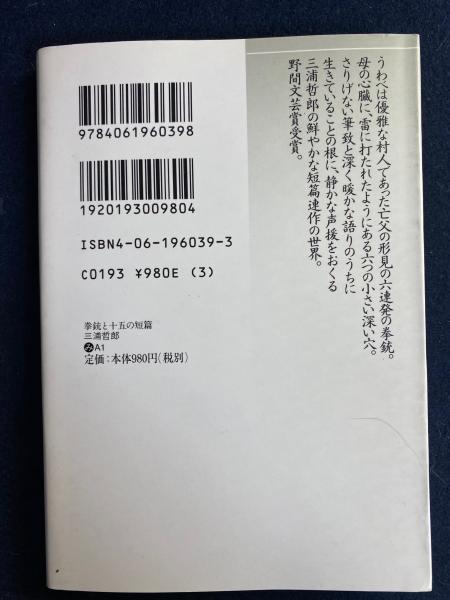 うわべは優雅な村人であった亡父の形見の六連発の拳銃。
母の心臓に、雷に打たれたようにある六つの小さい深い穴。
さりげない筆致と深く暖かな語りのうちに
生きていることの根に、静かな声援をおくる
三浦哲郎の鮮やかな短篇連作の世界。
野間文芸賞受賞。
9784061960398
1920193009804
ISBN4-06-196039-3
C0193 ¥980E (3)
拳銃と十五の短篇
三浦哲郎
みA1
定価:本体980円(税別)